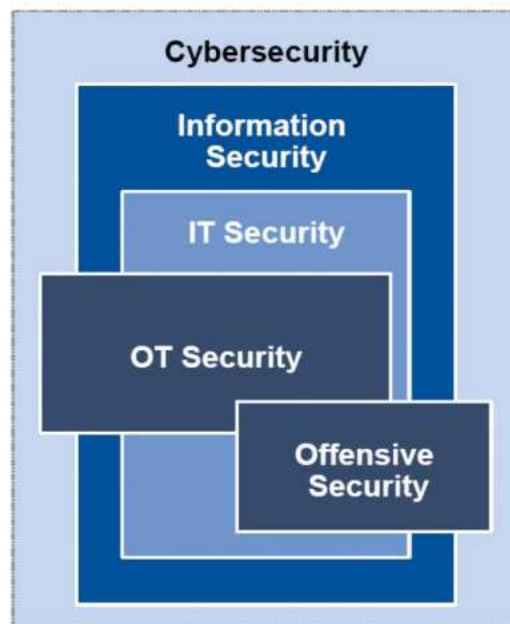 Cybersecurity
Information
Security
IT Security
OT Security
Offensive
Security